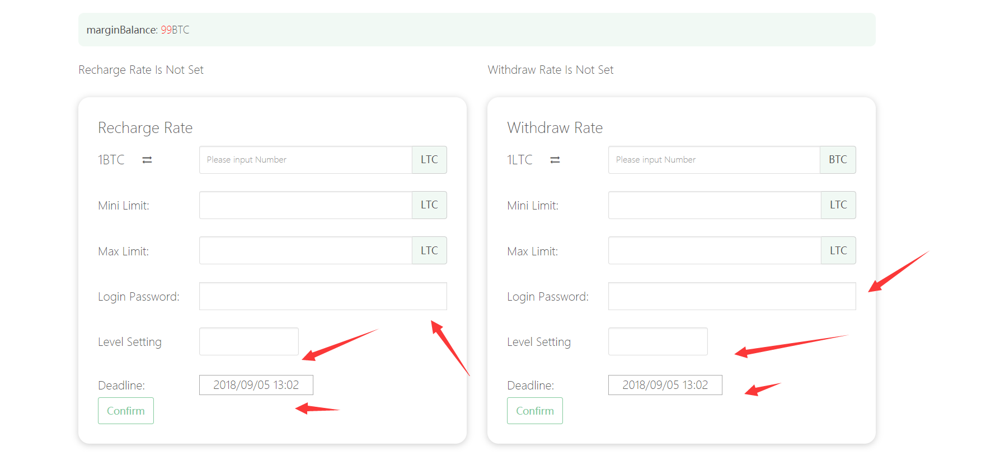 marginBalance: 99BTC
Recharge Rate Is Not Set
Withdraw Rate Is Not Set
Recharge Rate
1BTC ⇄ Please input Number LTC
Mini Limit: LTC
Max Limit: LTC
Login Password:
Level Setting
Deadline: 2018/09/05 13:02
Confirm
Withdraw Rate
1LTC ⇄ Please input Number BTC
Mini Limit: LTC
Max Limit: LTC
Login Password:
Level Setting
Deadline: 2018/09/05 13:02
Confirm